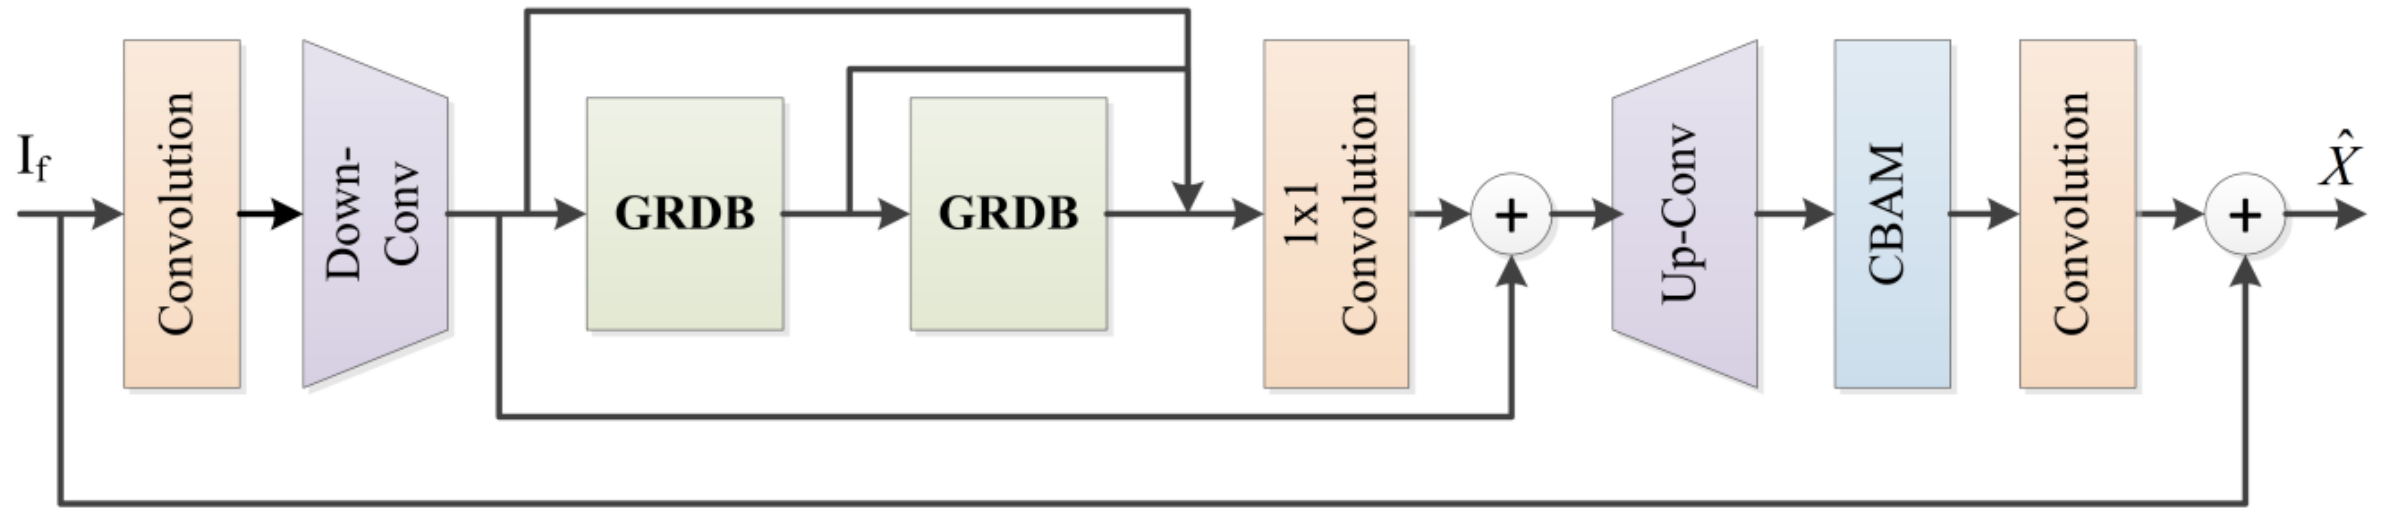 I_f
Convolution
Down-
Conv
GRDB
GRDB
1x1
Convolution
+
Up-Conv
CBAM
Convolution
+
X̂